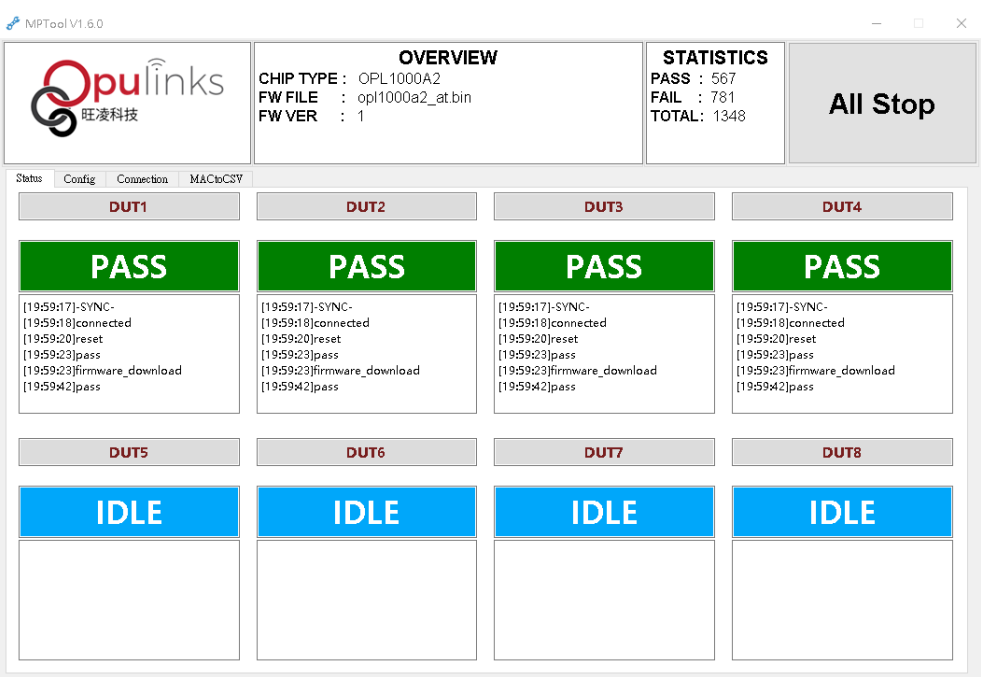 MPTool V1.6.0
Opulinks
旺凌科技
OVERVIEW
CHIP TYPE : OPL1000A2
FW FILE : opl1000a2_at.bin
FW VER : 1
STATISTICS
PASS : 567
FAIL : 781
TOTAL: 1348
All Stop
Status Config Connection MACtoCSV
DUT1 DUT2 DUT3 DUT4
PASS PASS PASS PASS
[19:59:17]-SYNC- [19:59:17]-SYNC- [19:59:17]-SYNC- [19:59:17]-SYNC-
[19:59:18]connected [19:59:18]connected [19:59:18]connected [19:59:18]connected
[19:59:20]reset [19:59:20]reset [19:59:20]reset [19:59:20]reset
[19:59:23]pass [19:59:23]pass [19:59:23]pass [19:59:23]pass
[19:59:23]firmware_download [19:59:23]firmware_download [19:59:23]firmware_download [19:59:23]firmware_download
[19:59:42]pass [19:59:42]pass [19:59:42]pass [19:59:42]pass
DUT5 DUT6 DUT7 DUT8
IDLE IDLE IDLE IDLE